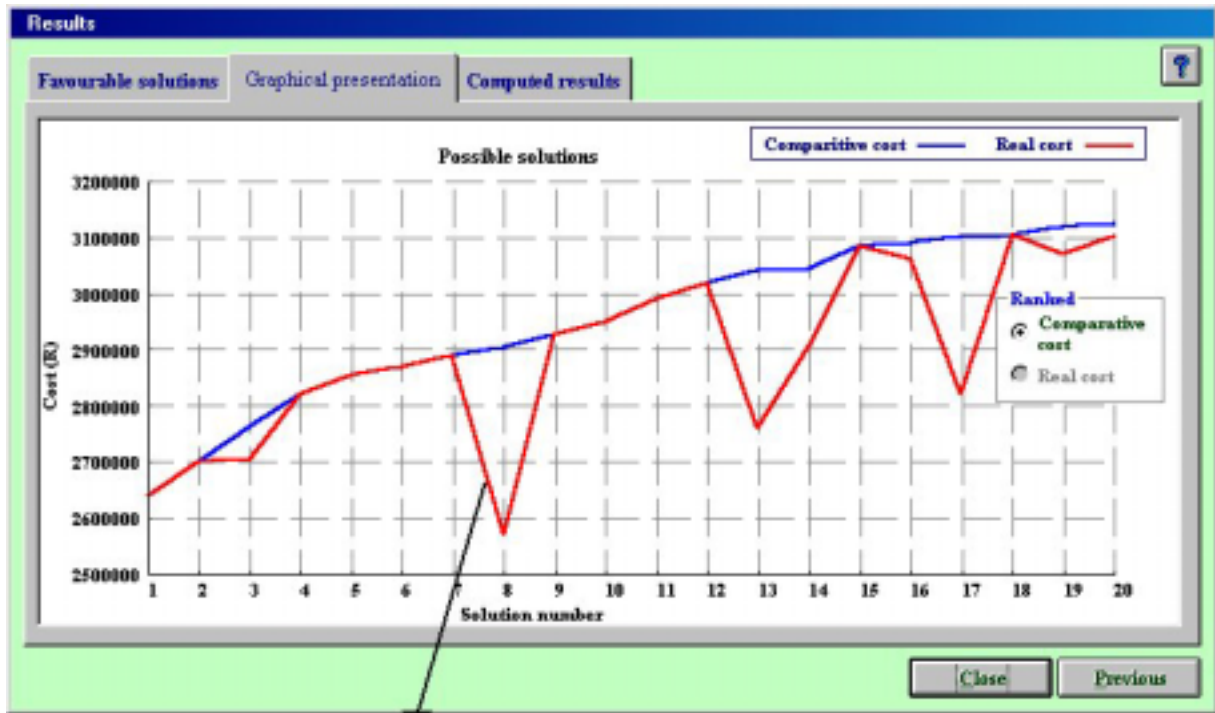 Results
Favourable solutions Graphical presentation Computed results
?
Comparitive cost Real cost
Possible solutions
3200000
3100000
3000000
2900000
2800000
2700000
2600000
2500000
Cost (R)
Ranked
Comparative
cost
Real cost
1 2 3 4 5 6 7 8 9 10 11 12 13 14 15 16 17 18 19 20
Solution number
Close Previous